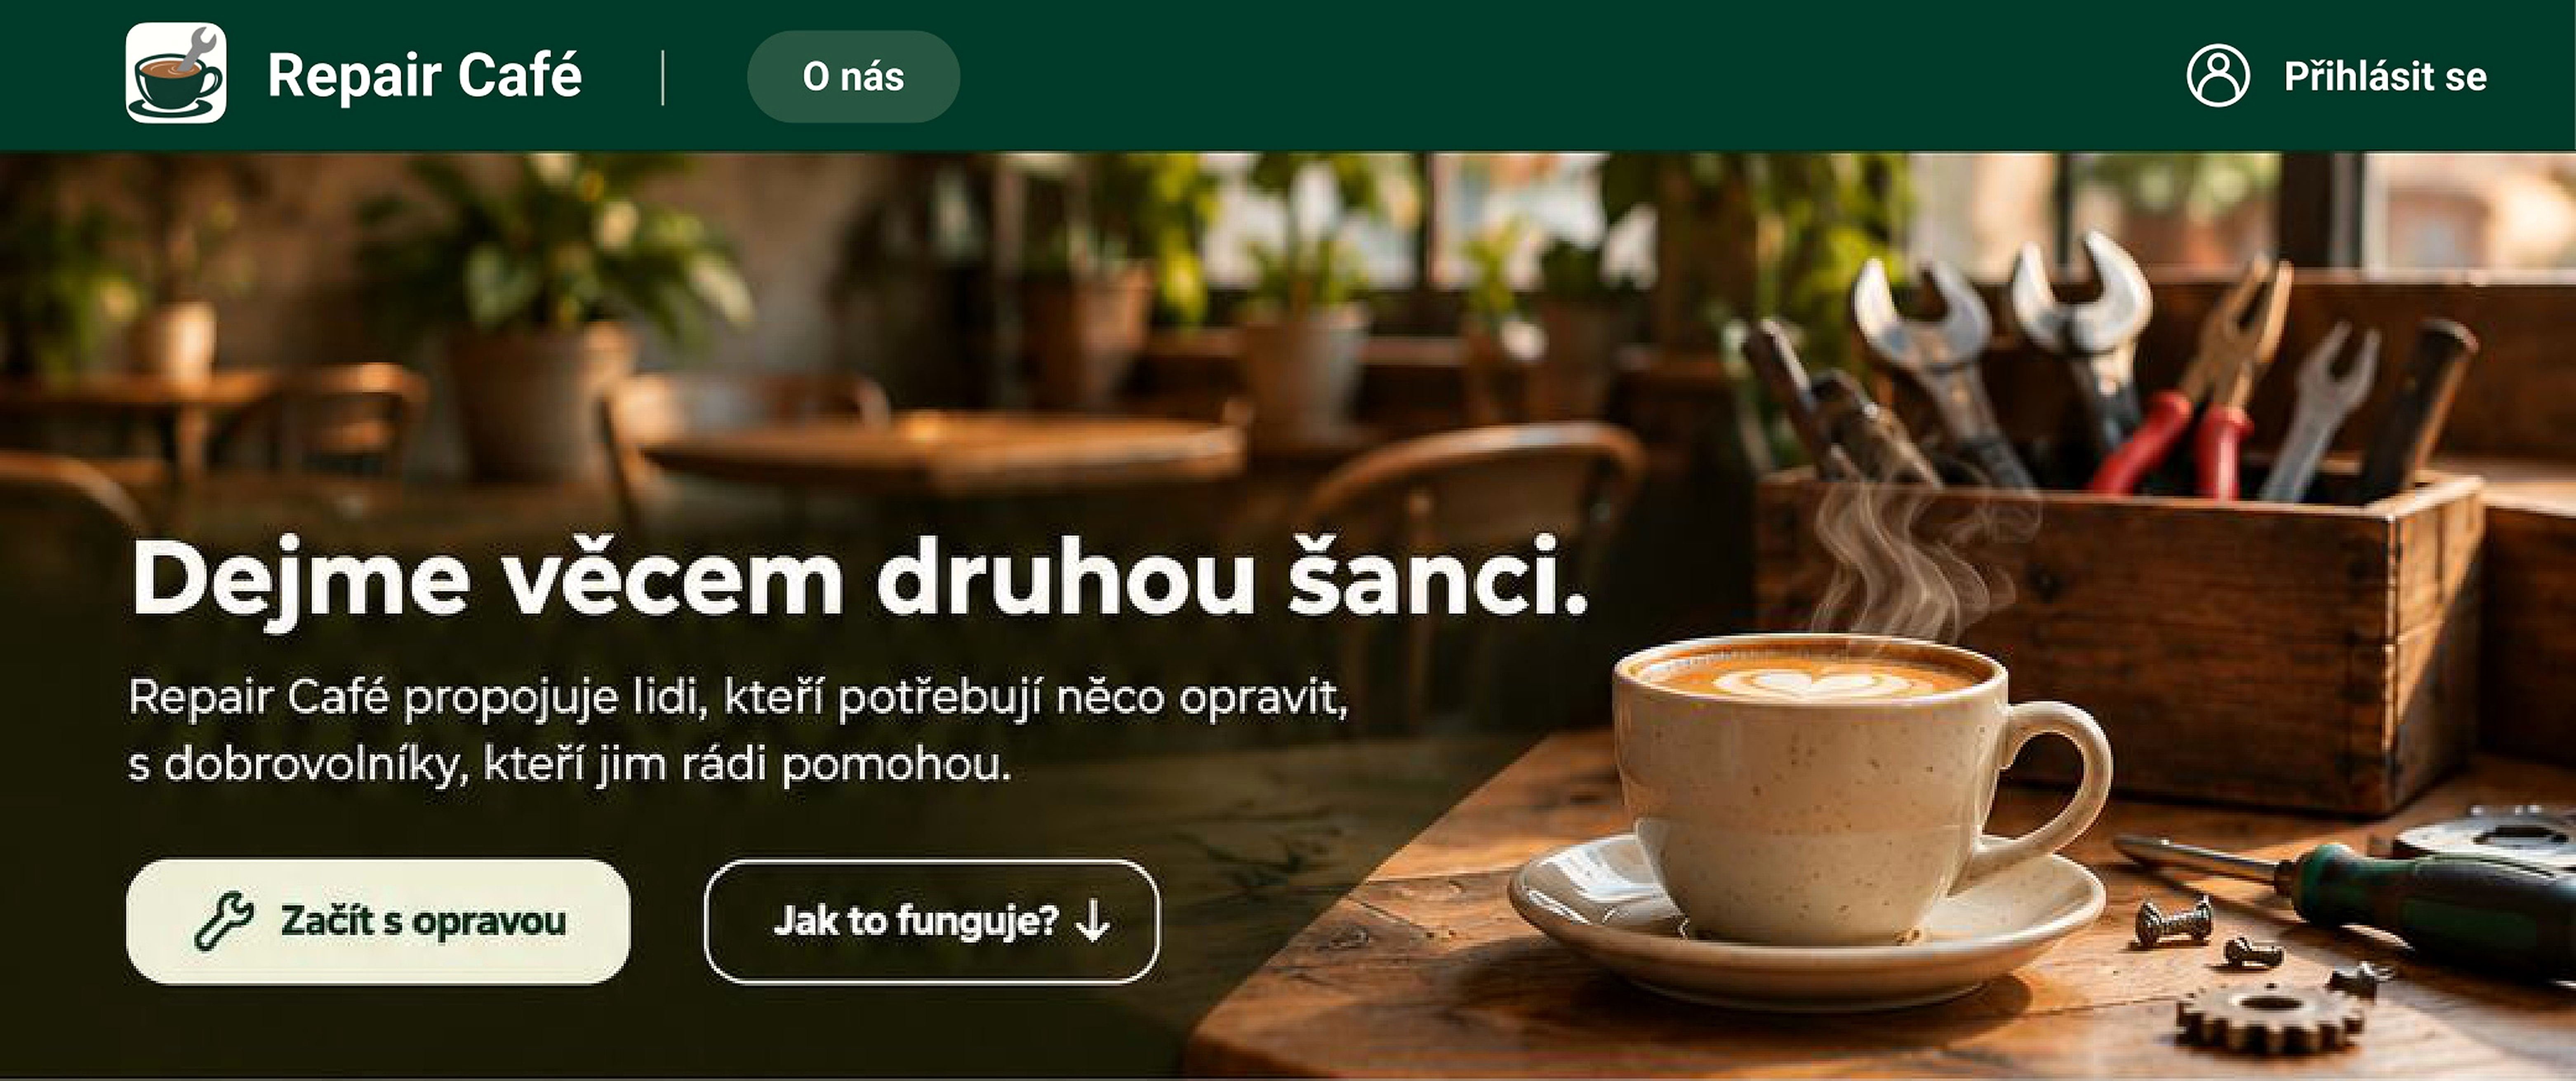 Repair Café
O nás
Přihlásit se
Dejme věcem druhou šanci.
Repair Café propojuje lidi, kteří potřebují něco opravit,
s dobrovolníky, kteří jim rádi pomohou.
Začít s opravou
Jak to funguje? ↓